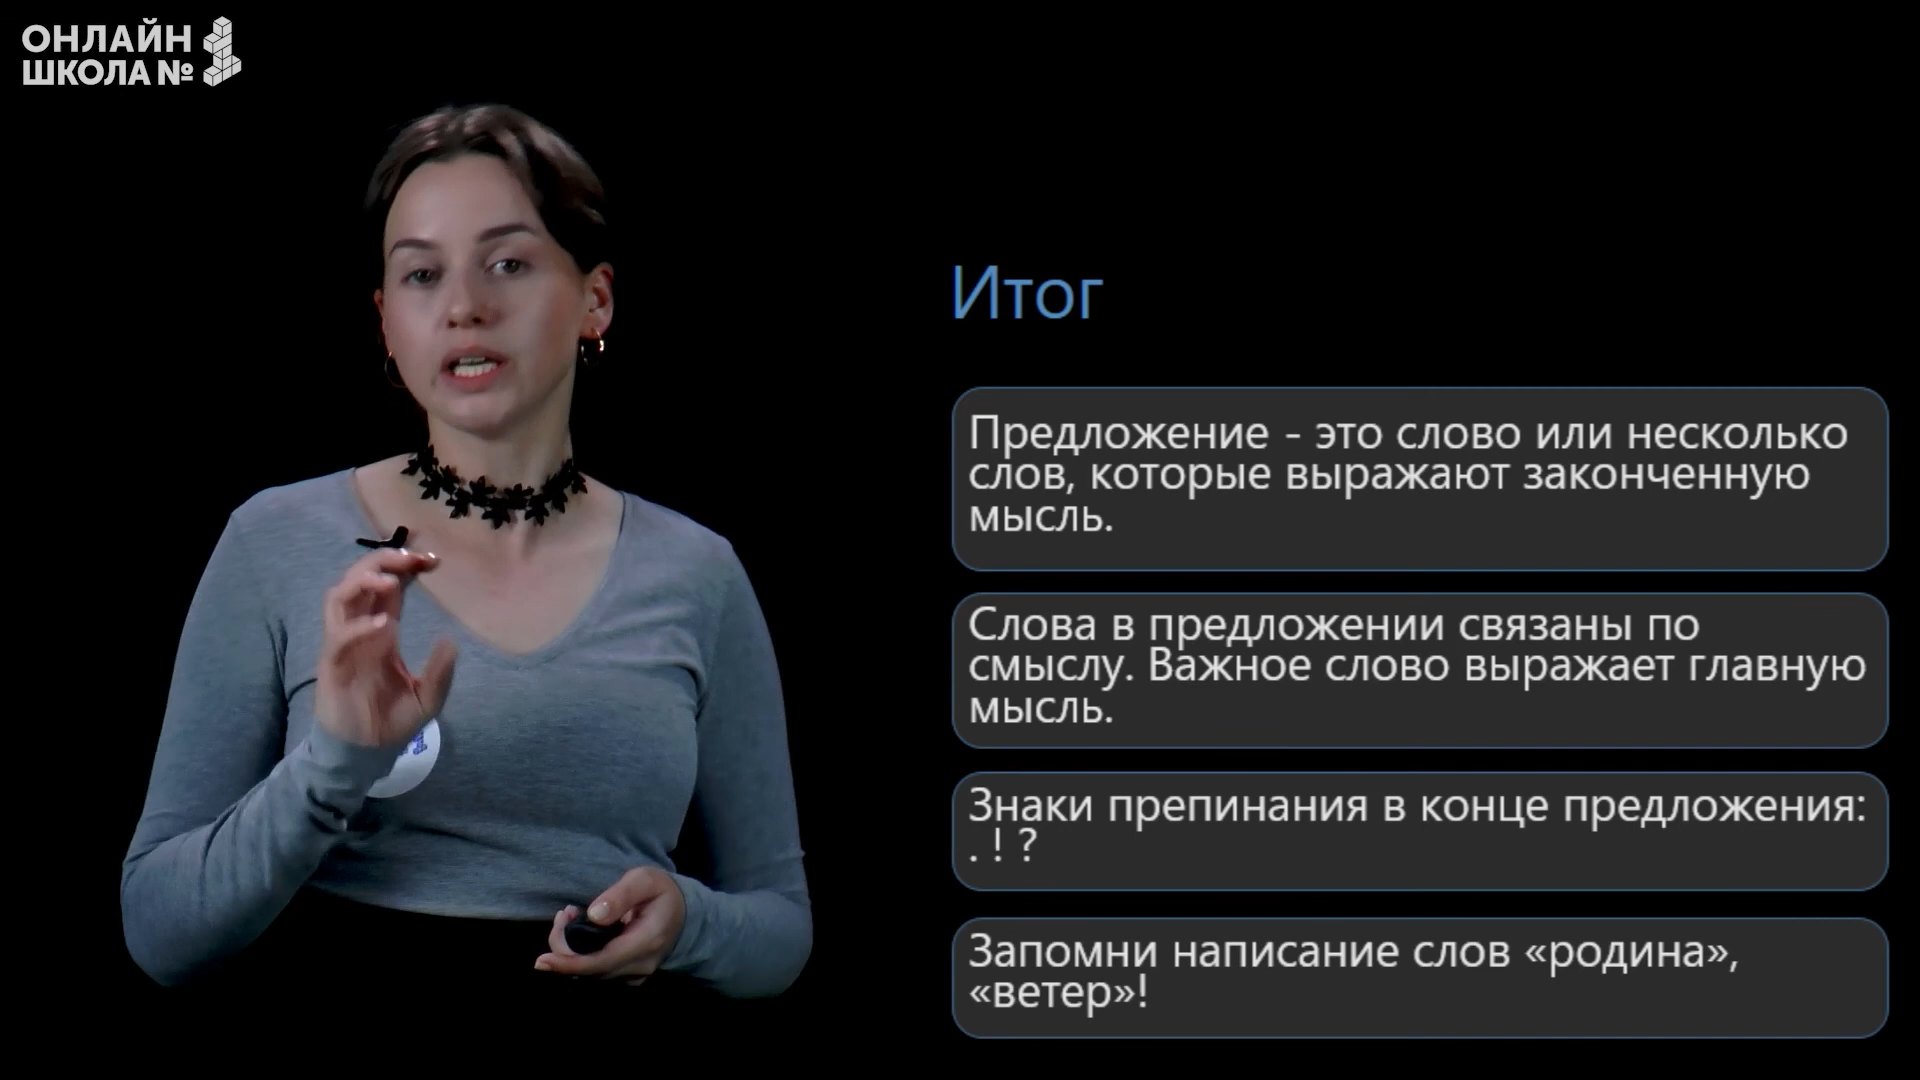 ОНЛАЙН
ШКОЛА №
Итог
Предложение - это слово или несколько
слов, которые выражают законченную
мысль.
Слова в предложении связаны по
смыслу. Важное слово выражает главную
мысль.
Знаки препинания в конце предложения:
. ! ?
Запомни написание слов «родина»,
«ветер»!